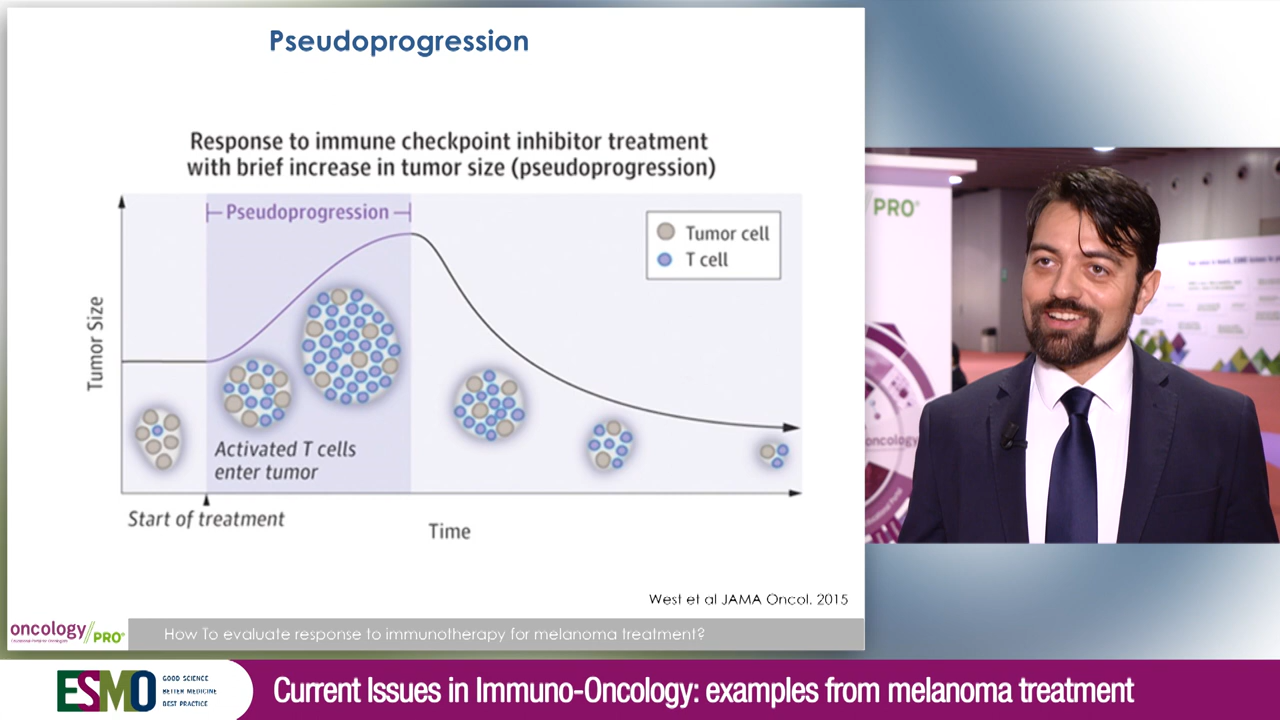 Pseudoprogression
Response to immune checkpoint inhibitor treatment
with brief increase in tumor size (pseudoprogression)
Pseudoprogression
Tumor cell
T cell
Tumor Size
Activated T cells
enter tumor
Start of treatment
Time
West et al JAMA Oncol. 2015
oncology//PRO®
How To evaluate response to immunotherapy for melanoma treatment?
/PRO®
oncology
ESMO
GOOD SCIENCE
BETTER MEDICINE
BEST PRACTICE
Current Issues in Immuno-Oncology: examples from melanoma treatment